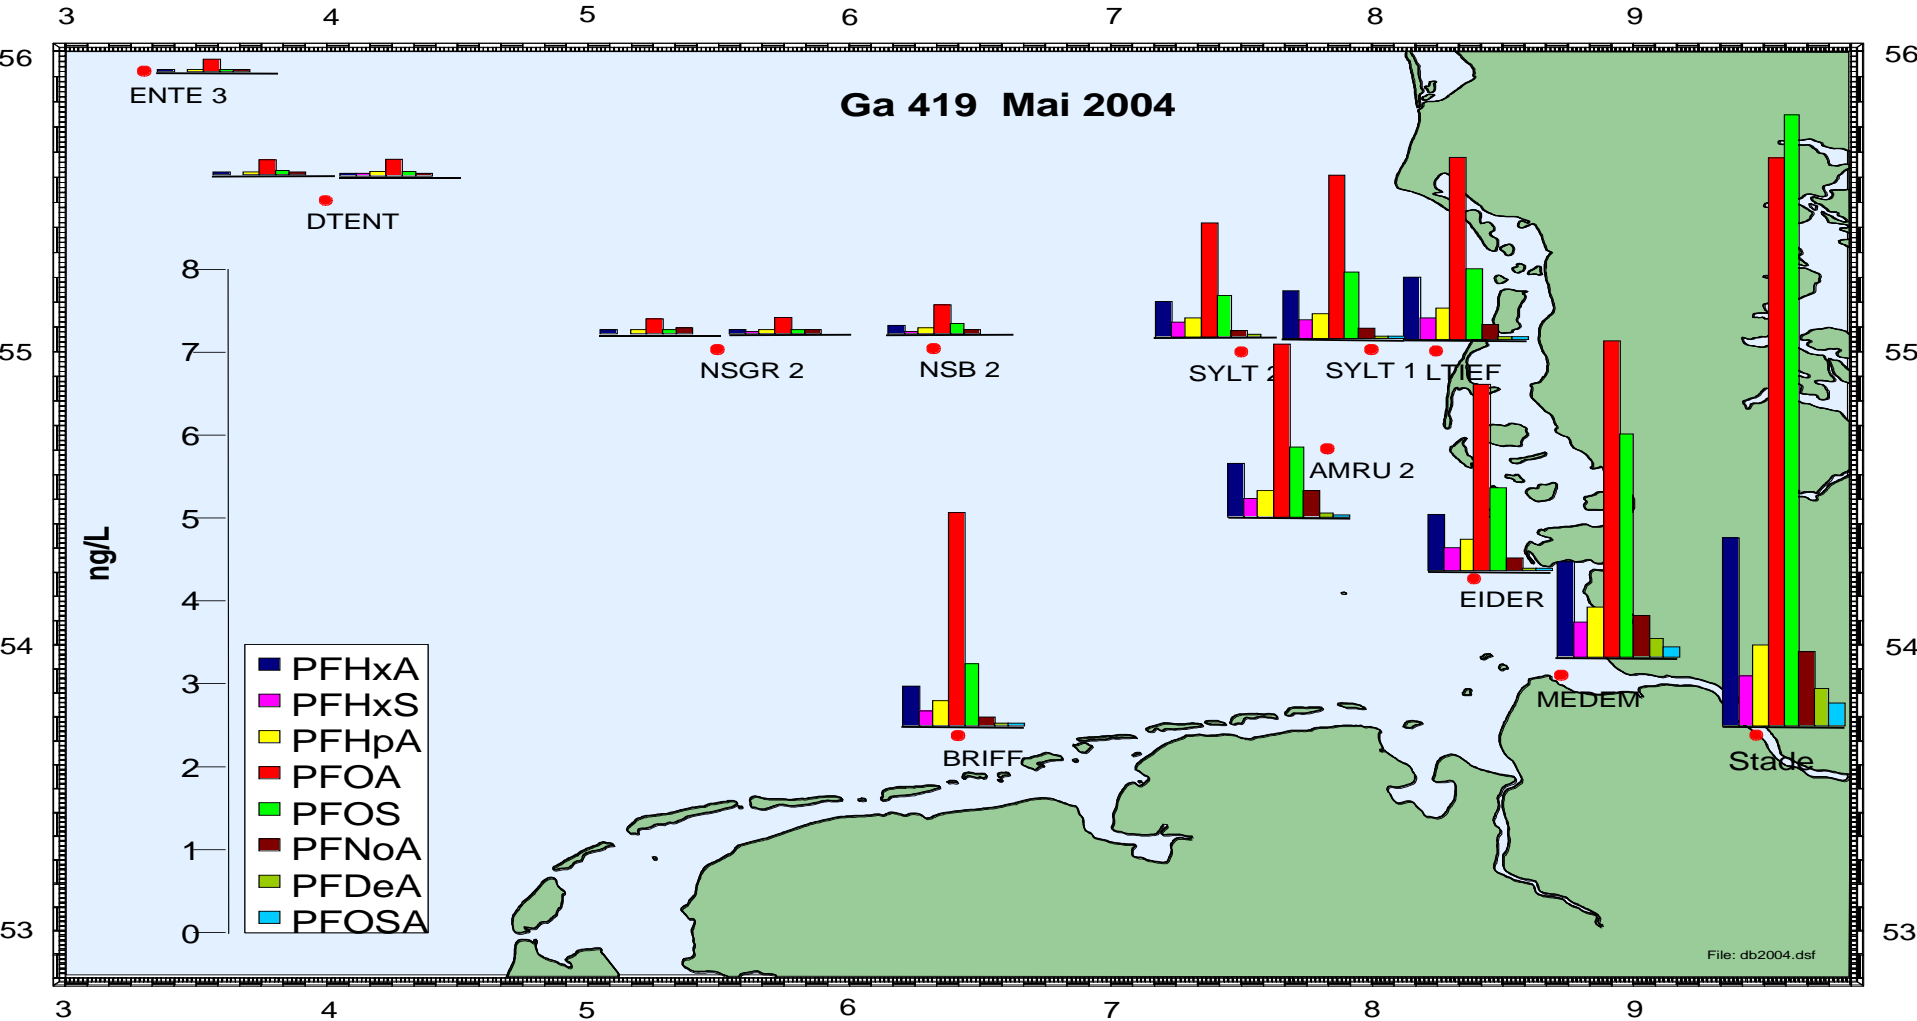 3 4 5 6 7 8 9
56 56
ENTE 3
Ga 419 Mai 2004
DTENT
8
55 7 55
NSGR 2 NSB 2 SYLT 2 SYLT 1 LTIEF
6
AMRU 2
5
ng/L
4
EIDER
54 54
3
PFHxA
PFHxS
PFHpA
PFOA
PFOS
PFNoA
PFDeA
PFOSA
MEDEM
BRIFF
Stade
2
1
0
53 53
File: db2004.dsf
3 4 5 6 7 8 9